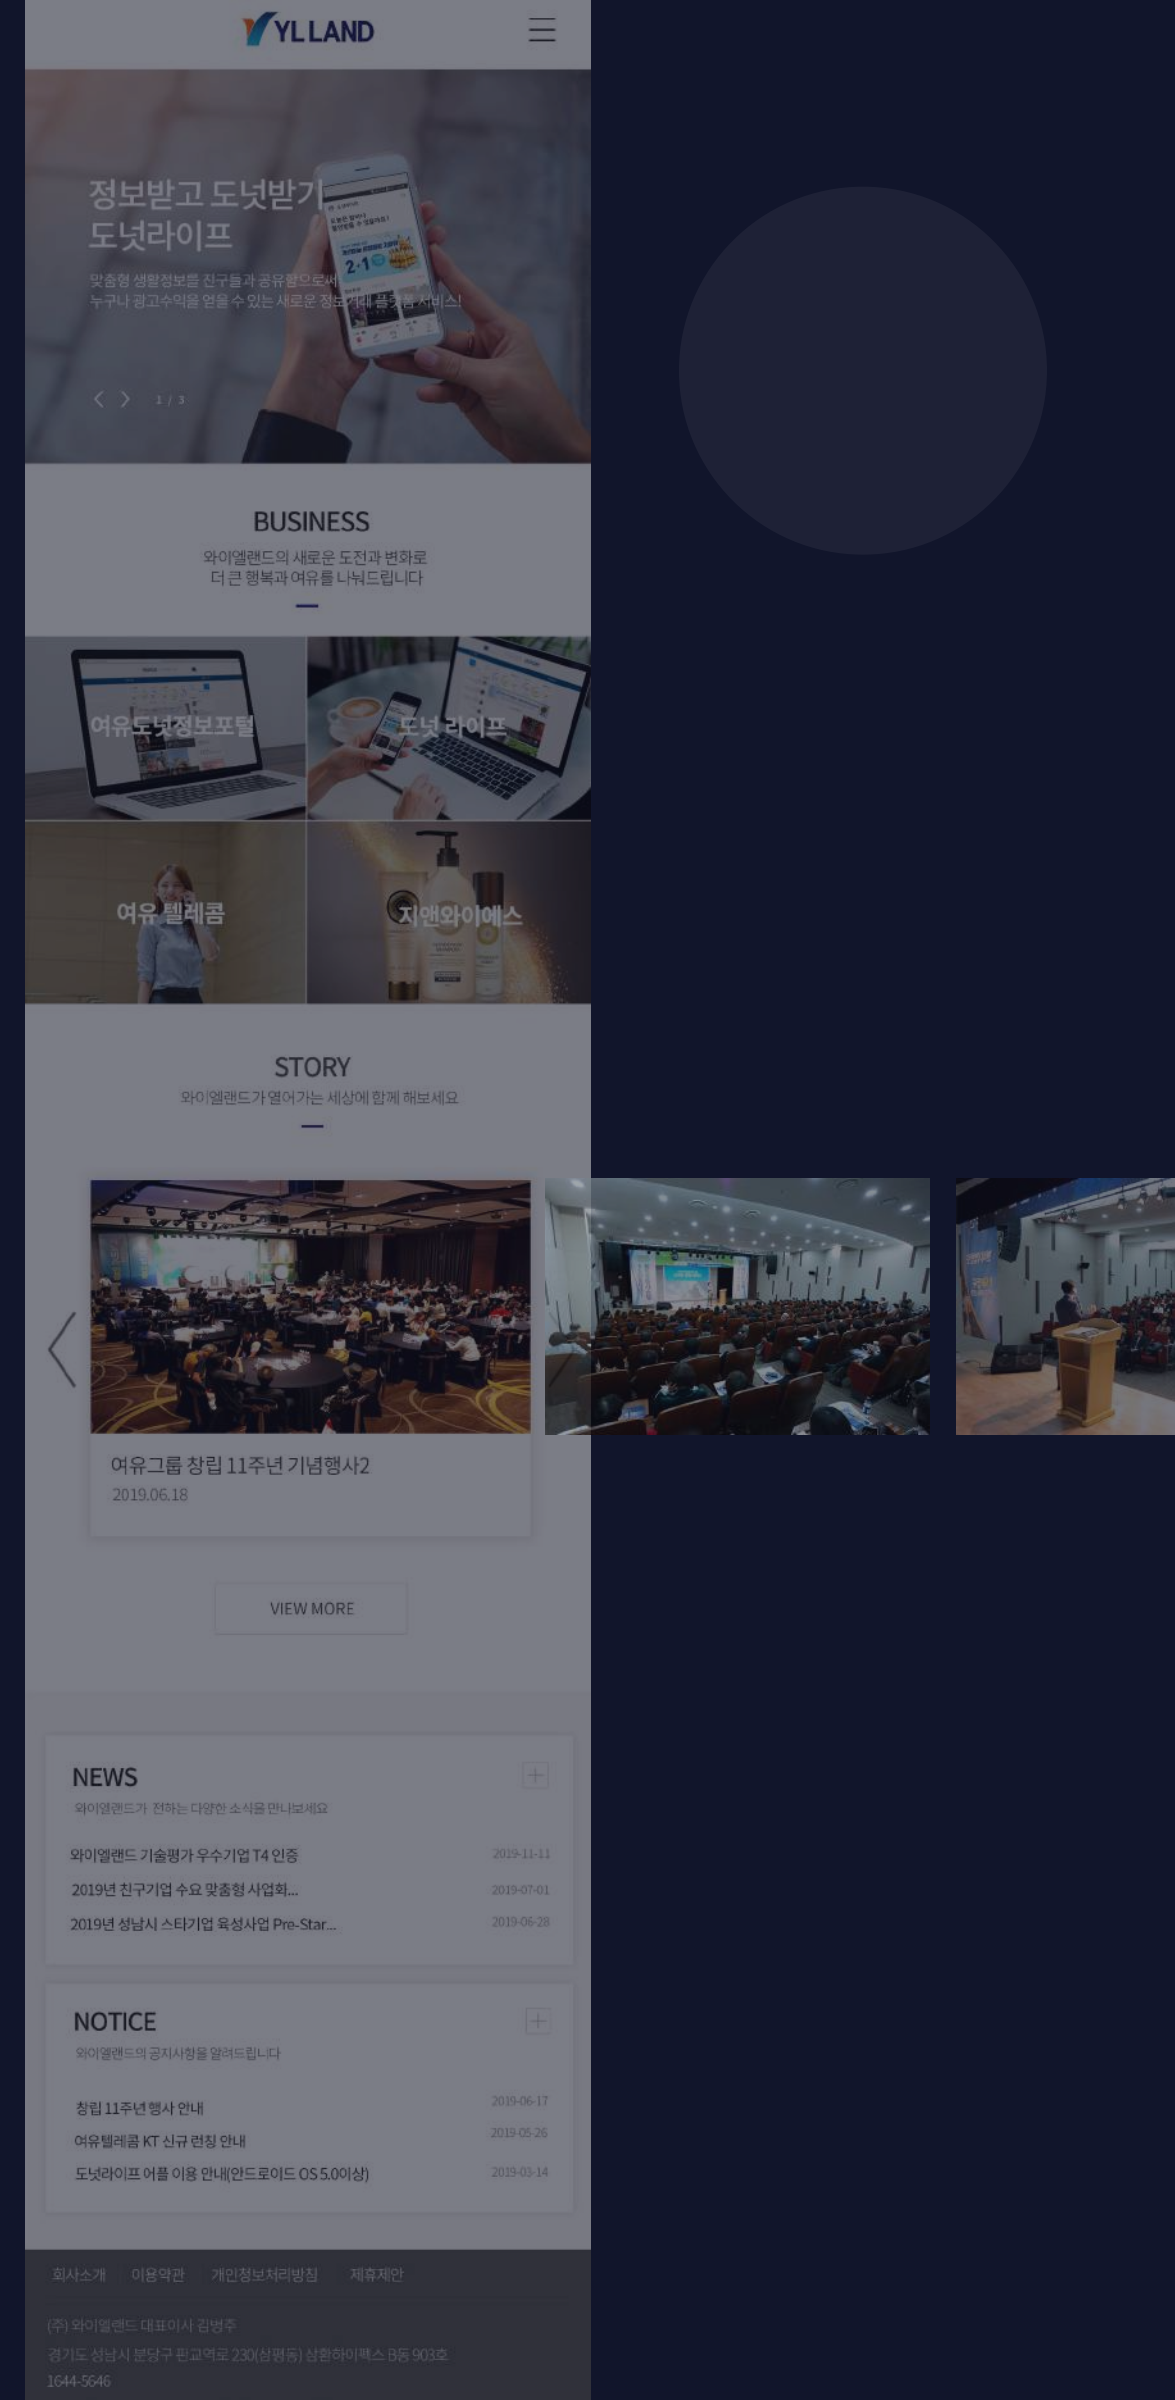 YL LAND
정보받고 도넛받기
도넛라이프
맞춤형 생활정보를 친구들과 공유함으로써
누구나 광고수익을 얻을 수 있는 새로운 정보거래 플랫폼 서비스!
2+1
1 / 3
BUSINESS
와이엘랜드의 새로운 도전과 변화로
더 큰 행복과 여유를 나눠드립니다
여유도넛정보포털
도넛 라이프
여유 텔레콤
지앤와이에스
STORY
와이엘랜드가 열어가는 세상에 함께 해보세요
여유그룹 창립 11주년 기념행사2
2019.06.18
VIEW MORE
NEWS
와이엘랜드가 전하는 다양한 소식을 만나보세요
와이엘랜드 기술평가 우수기업 T4 인증 2019-11-11
2019년 친구기업 수요 맞춤형 사업화... 2019-07-01
2019년 성남시 스타기업 육성사업 Pre-Star... 2019-06-28
NOTICE
와이엘랜드의 공지사항을 알려드립니다
창립 11주년 행사 안내 2019-06-17
여유텔레콤 KT 신규 런칭 안내 2019-05-26
도넛라이프 어플 이용 안내(안드로이드 OS 5.0이상) 2019-03-14
회사소개 이용약관 개인정보처리방침 제휴제안
(주) 와이엘랜드 대표이사 김병주
경기도 성남시 분당구 판교역로 230(삼평동) 삼환하이펙스 B동 903호
1644-5646